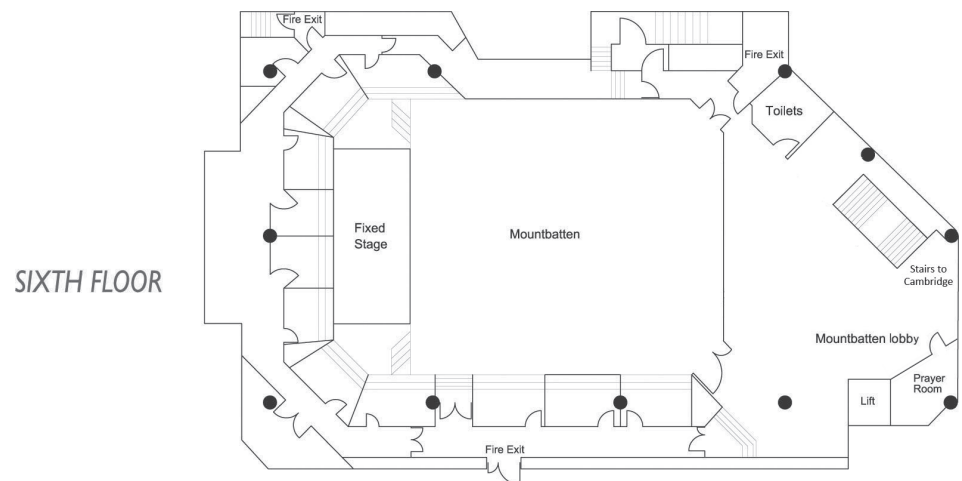 Fire Exit
Fire Exit
Toilets
Fixed
Stage
Mountbatten
SIXTH FLOOR
Stairs to
Cambridge
Mountbatten lobby
Prayer
Room
Lift
Fire Exit